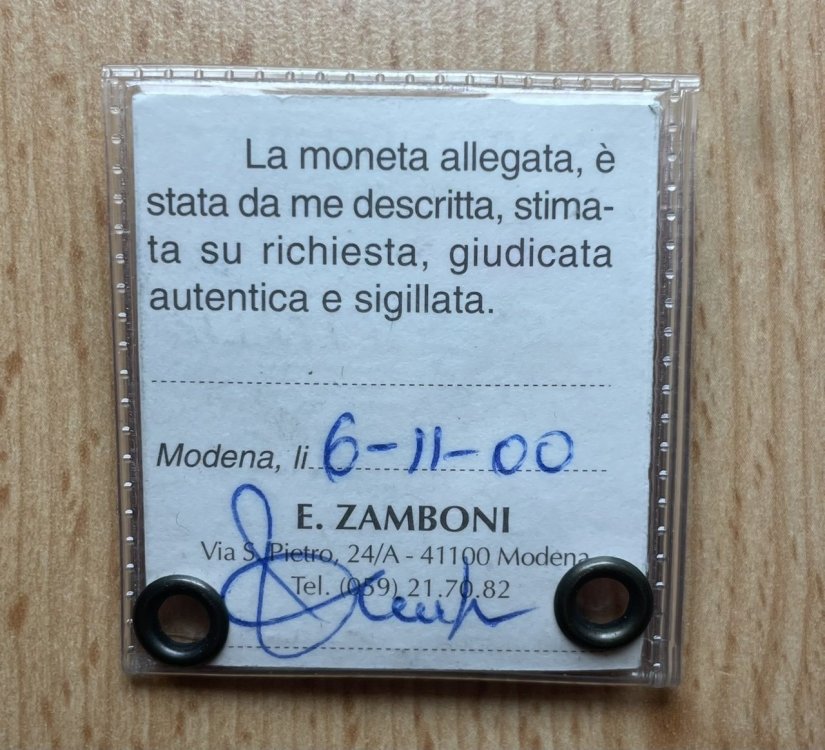 La moneta allegata, è
stata da me descritta, stima-
ta su richiesta, giudicata
autentica e sigillata.
Modena, li 6-11-00
E. ZAMBONI
Via S. Pietro, 24/A - 41100 Modena
Tel. (059) 21.70.82